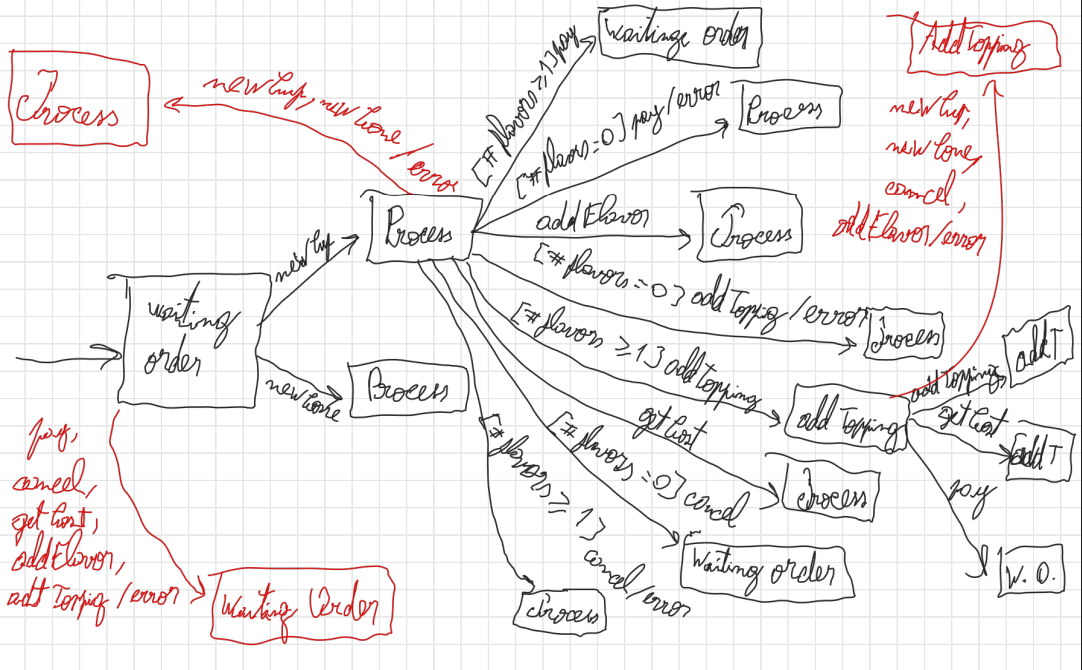 Waitinge order
[# flavors ≥ 1] pay
AddTopping
Process
newCup, newCone / error
[# flavors = 0] pay / error
Process
newCup,
newCone,
cancel,
addFlavor / error
Process
addFlavor
Process
newCup
waiting
order
[# flavors = 0] addTopping / error
Process
[# flavors ≥ 1] addTopping
addT
addTopping
newCone
Process
add Topping
getCost
addT
getCost
[# flavors = 0] cancel
Process
pay
[# flavors ≥ 1]
cancel / error
pay,
cancel,
getCost,
addFlavor,
addTopping / error
Waiting Order
Waiting order
W. O.
Process